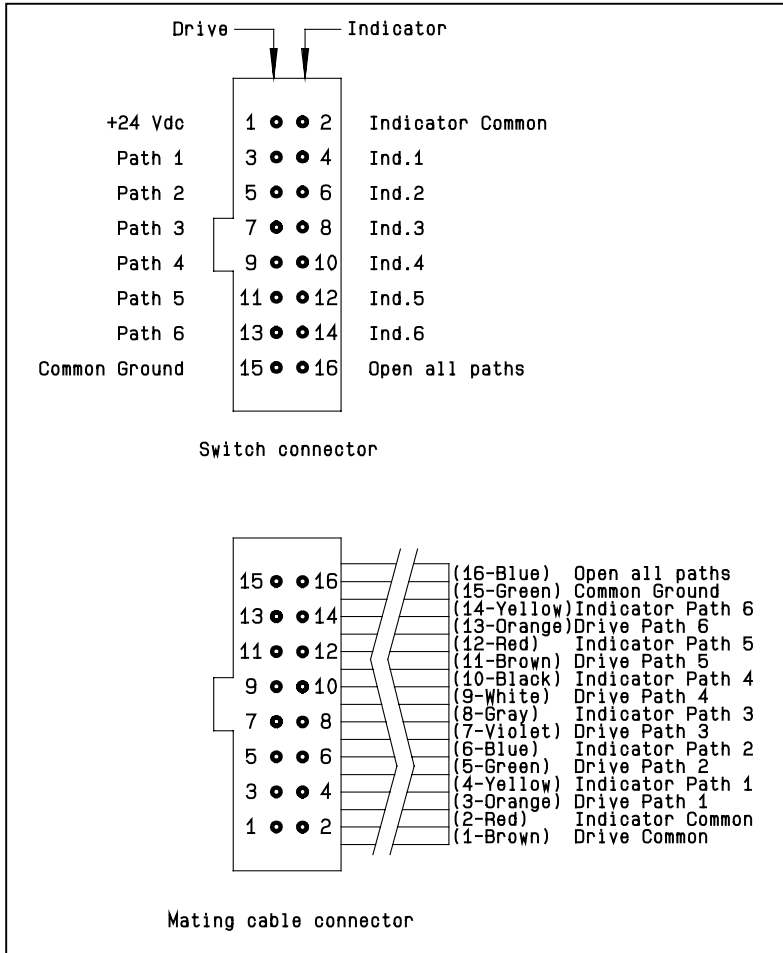 Drive Indicator
+24 Vdc 1 2 Indicator Common
Path 1 3 4 Ind.1
Path 2 5 6 Ind.2
Path 3 7 8 Ind.3
Path 4 9 10 Ind.4
Path 5 11 12 Ind.5
Path 6 13 14 Ind.6
Common Ground 15 16 Open all paths
Switch connector
15 16
13 14
11 12
9 10
7 8
5 6
3 4
1 2
(16-Blue) Open all paths
(15-Green) Common Ground
(14-Yellow) Indicator Path 6
(13-Orange) Drive Path 6
(12-Red) Indicator Path 5
(11-Brown) Drive Path 5
(10-Black) Indicator Path 4
(9-White) Drive Path 4
(8-Gray) Indicator Path 3
(7-Violet) Drive Path 3
(6-Blue) Indicator Path 2
(5-Green) Drive Path 2
(4-Yellow) Indicator Path 1
(3-Orange) Drive Path 1
(2-Red) Indicator Common
(1-Brown) Drive Common
Mating cable connector